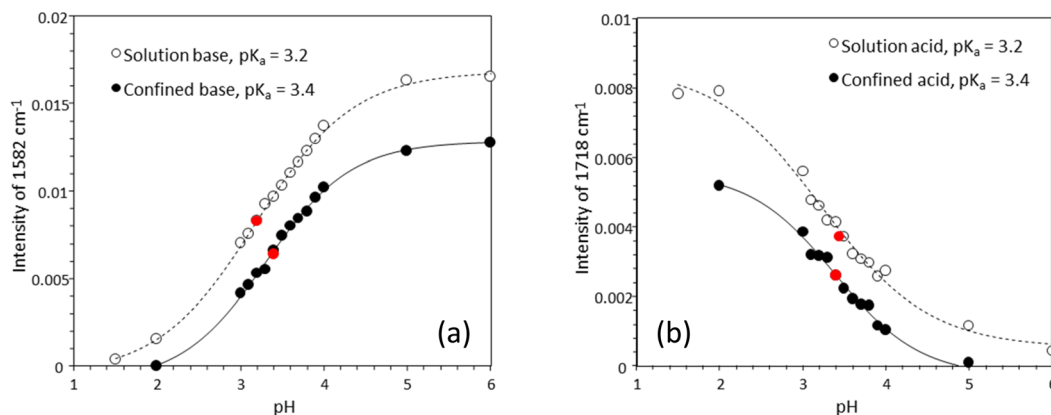 0.02
0.015
0.01
0.005
0
1 2 3 4 5 6
pH
Intensity of 1582 cm-1
Solution base, pKa = 3.2
Confined base, pKa = 3.4
(a)
0.01
0.008
0.006
0.004
0.002
0
1 2 3 4 5 6
pH
Intensity of 1718 cm-1
Solution acid, pKa = 3.2
Confined acid, pKa = 3.4
(b)